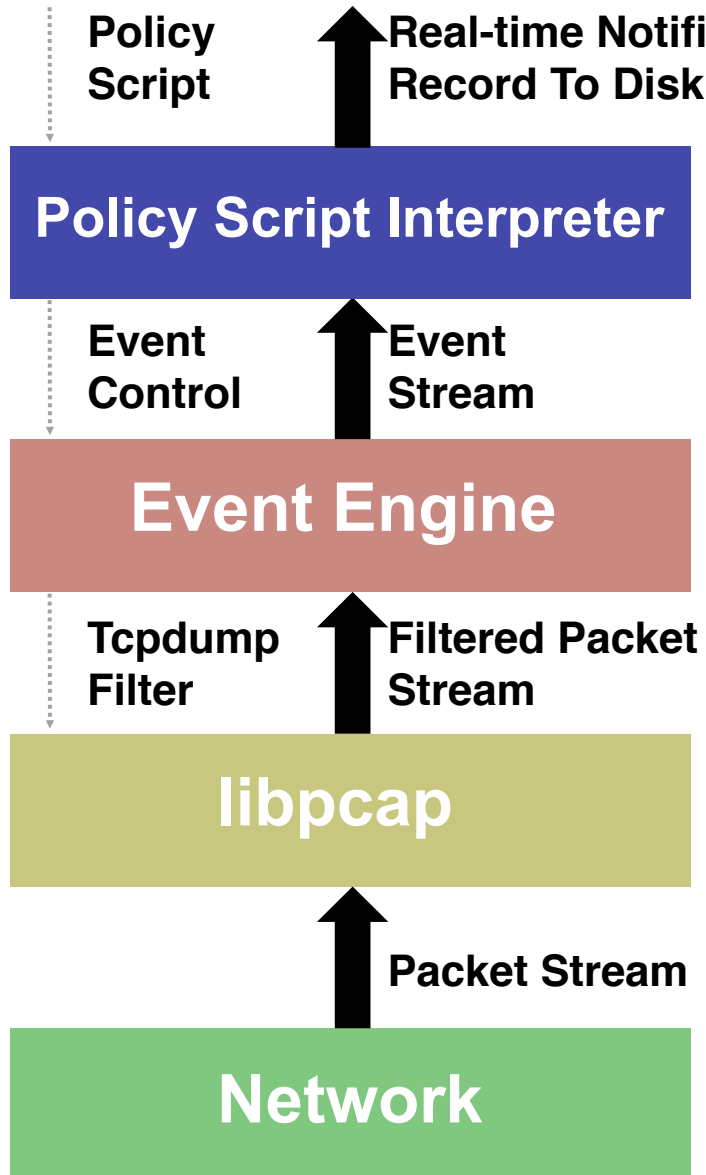 Policy
Script
Real-time Notifi
Record To Disk
Policy Script Interpreter
Event
Control
Event
Stream
Event Engine
Tcpdump
Filter
Filtered Packet
Stream
libpcap
Packet Stream
Network